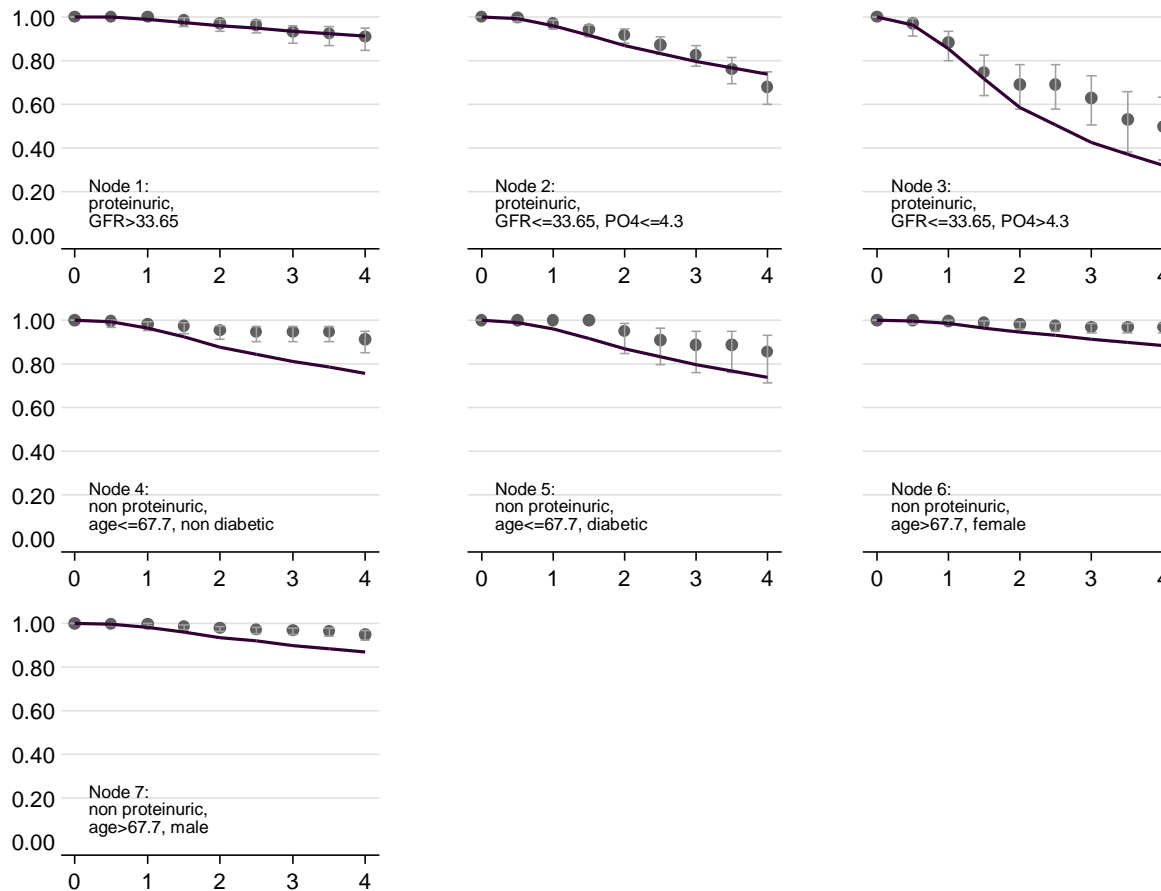 1.00
0.80
0.60
0.40
0.20
0.00
Node 1:
proteinuric,
GFR>33.65
0 1 2 3 4
Node 2:
proteinuric,
GFR<=33.65, PO4<=4.3
0 1 2 3 4
Node 3:
proteinuric,
GFR<=33.65, PO4>4.3
0 1 2 3 4
1.00
0.80
0.60
0.40
0.20
0.00
Node 4:
non proteinuric,
age<=67.7, non diabetic
0 1 2 3 4
Node 5:
non proteinuric,
age<=67.7, diabetic
0 1 2 3 4
Node 6:
non proteinuric,
age>67.7, female
0 1 2 3 4
1.00
0.80
0.60
0.40
0.20
0.00
Node 7:
non proteinuric,
age>67.7, male
0 1 2 3 4